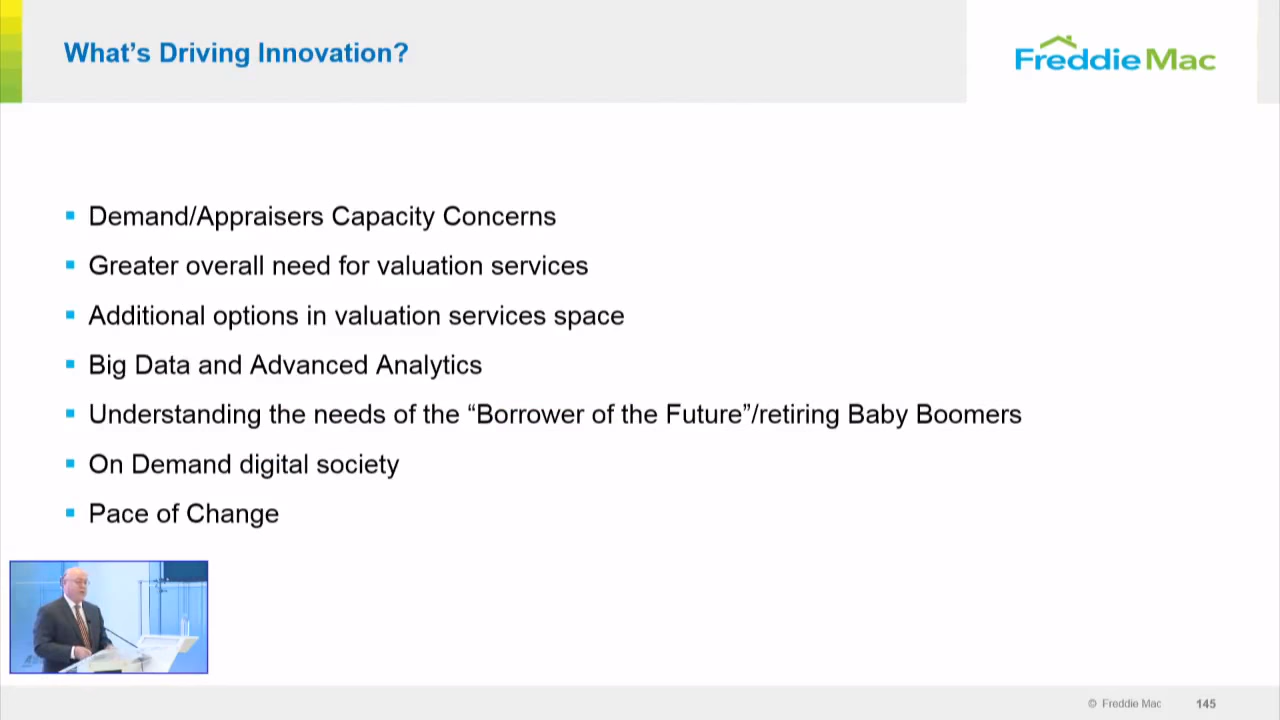 What’s Driving Innovation?
Freddie Mac
Demand/Appraisers Capacity Concerns
Greater overall need for valuation services
Additional options in valuation services space
Big Data and Advanced Analytics
Understanding the needs of the “Borrower of the Future”/retiring Baby Boomers
On Demand digital society
Pace of Change
© Freddie Mac 145